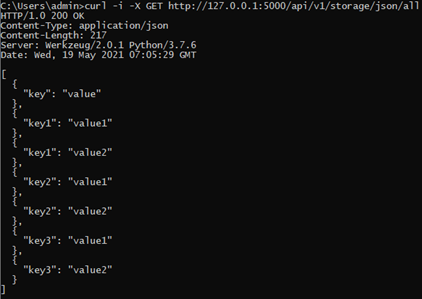 C:\Users\admin>curl -i -X GET http://127.0.0.1:5000/api/v1/storage/json/all
HTTP/1.0 200 OK
Content-Type: application/json
Content-Length: 217
Server: Werkzeug/2.0.1 Python/3.7.6
Date: Wed, 19 May 2021 07:05:29 GMT

[
  {
    "key": "value"
  },
  {
    "key1": "value1"
  },
  {
    "key1": "value2"
  },
  {
    "key2": "value1"
  },
  {
    "key2": "value2"
  },
  {
    "key3": "value1"
  },
  {
    "key3": "value2"
  }
]